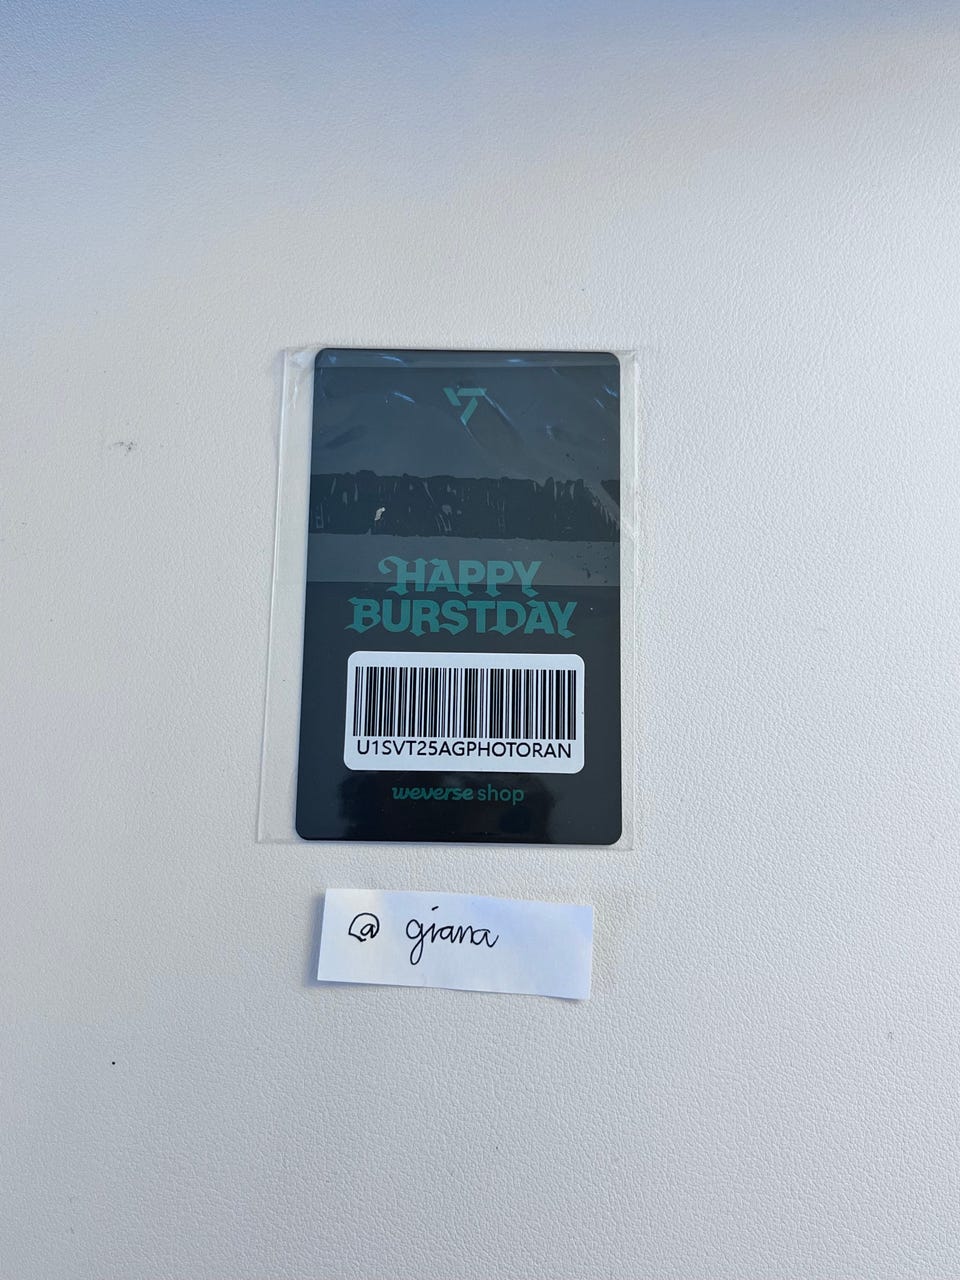 HAPPY
BURSTDAY
U1SVT25AGPHOTORAN
weverse shop
@ giana